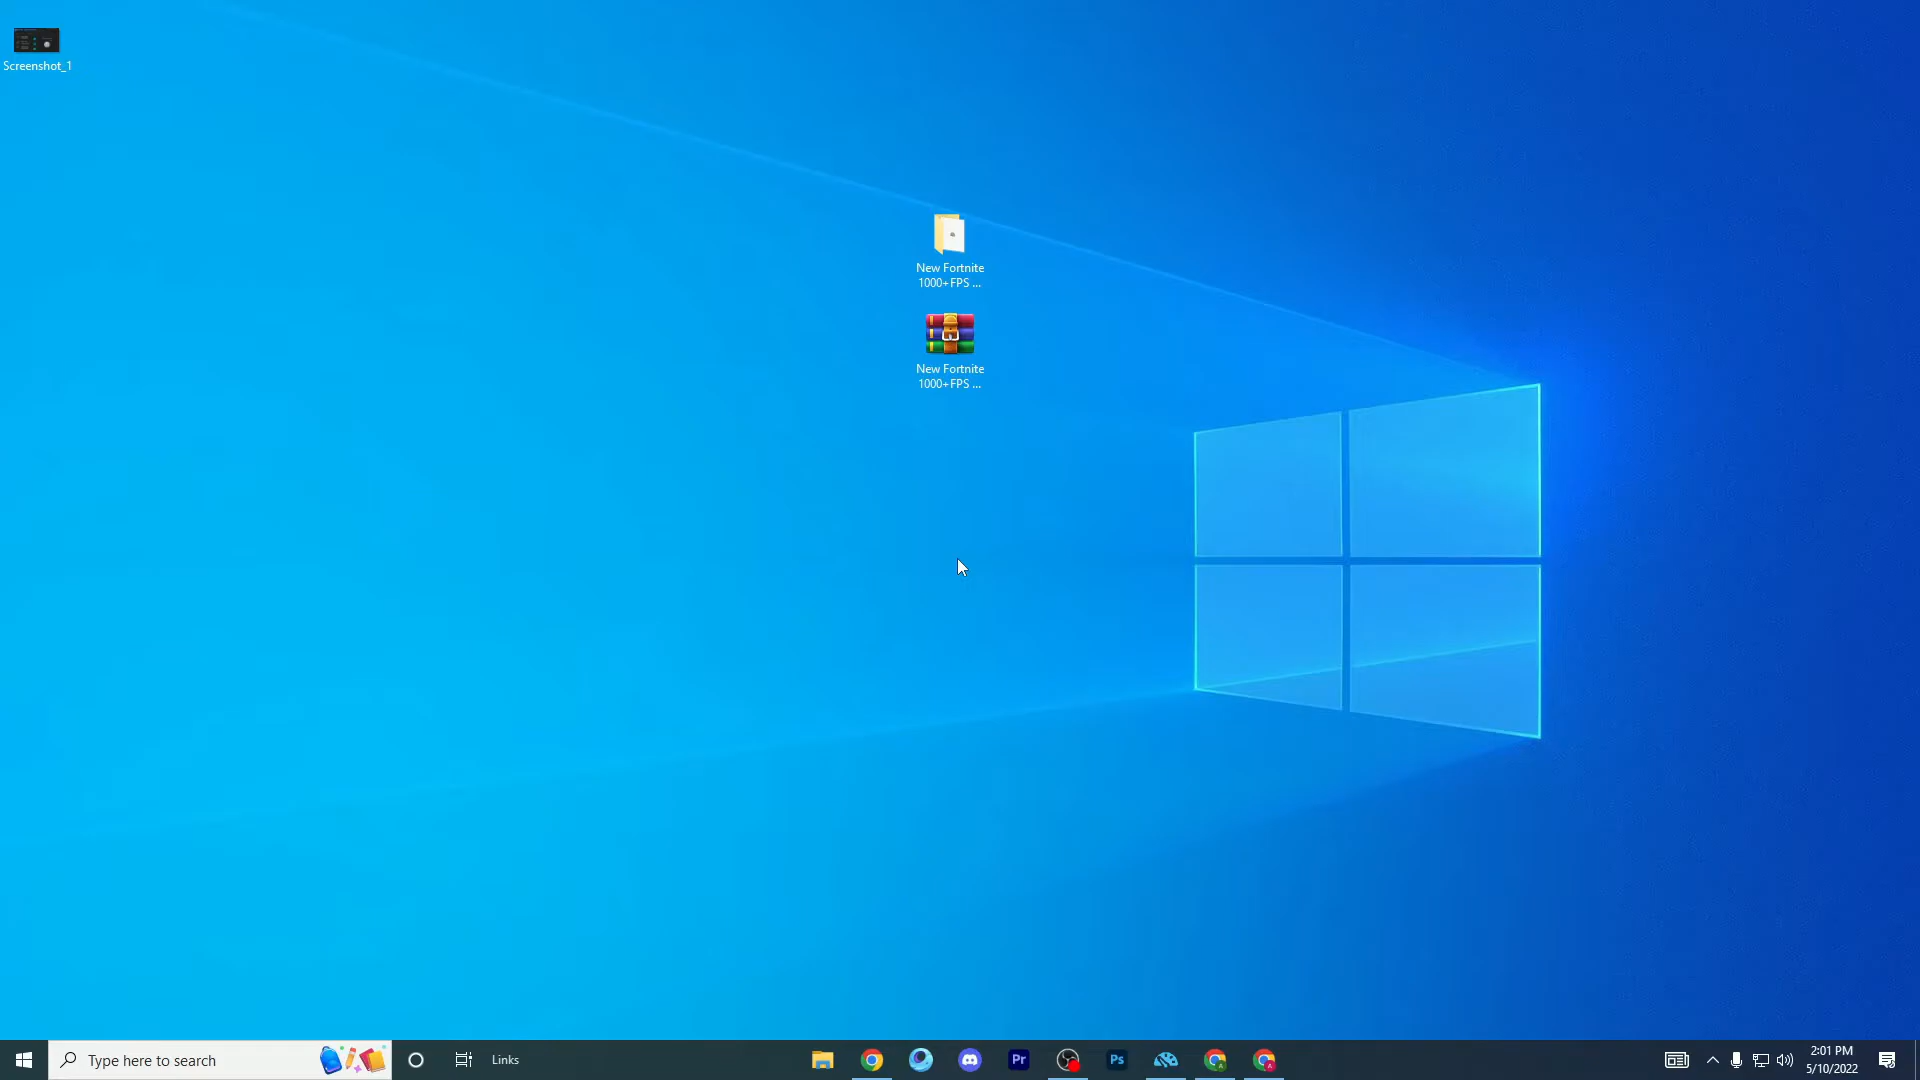 Screenshot_1
New Fortnite
1000+FPS ...
New Fortnite
1000+FPS ...
Type here to search
Links
Pr
Ps
2:01 PM
5/10/2022